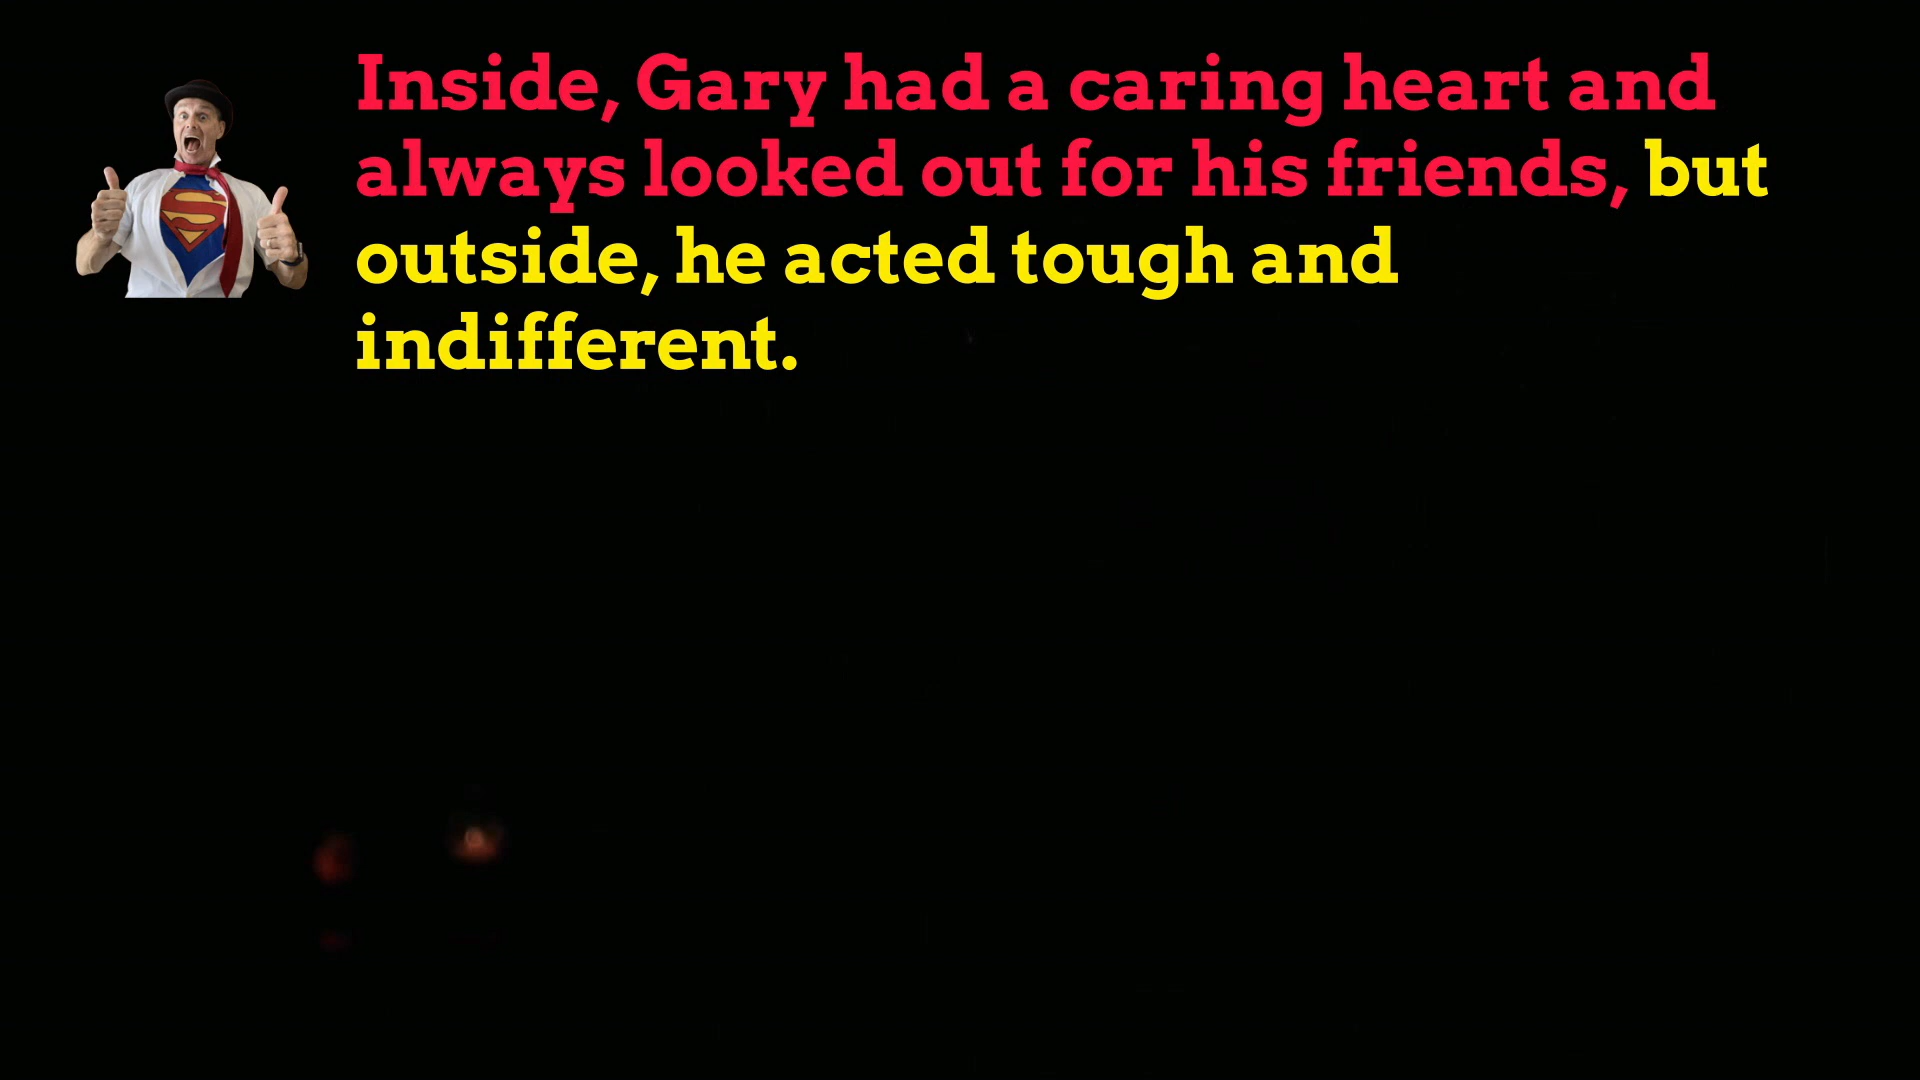 Inside, Gary had a caring heart and
always looked out for his friends, but
outside, he acted tough and
indifferent.